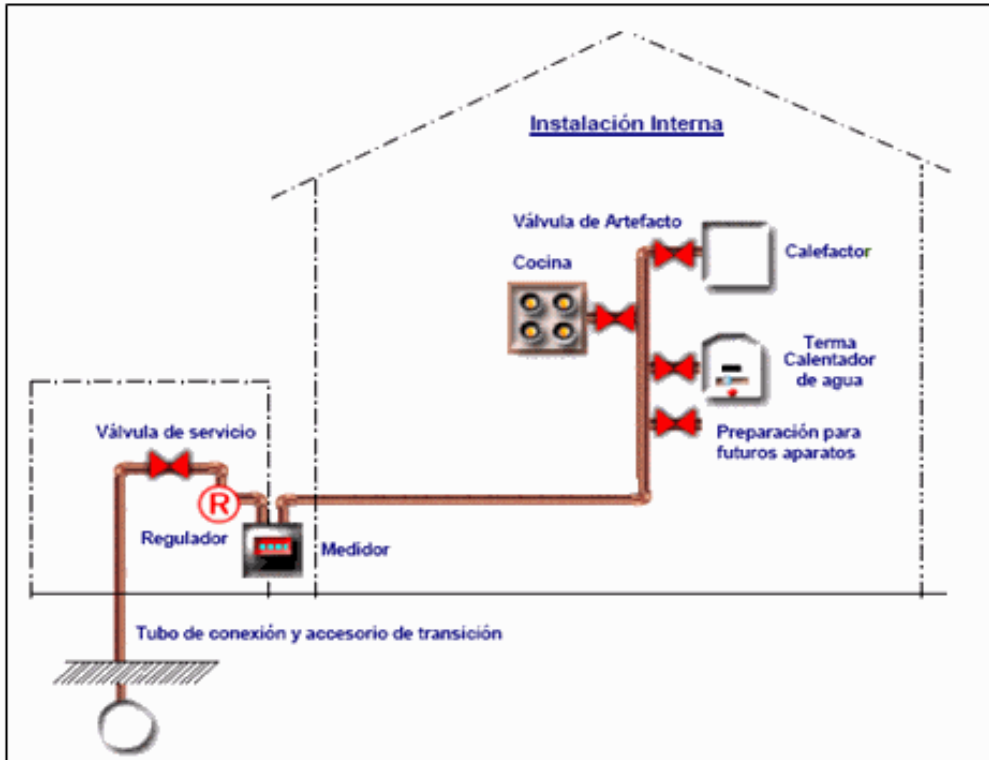 Instalación Interna
Válvula de Artefacto
Cocina
Calefactor
Terma
Calentador
de agua
Preparación para
futuros aparatos
Válvula de servicio
R
Regulador
Medidor
Tubo de conexión y accesorio de transición